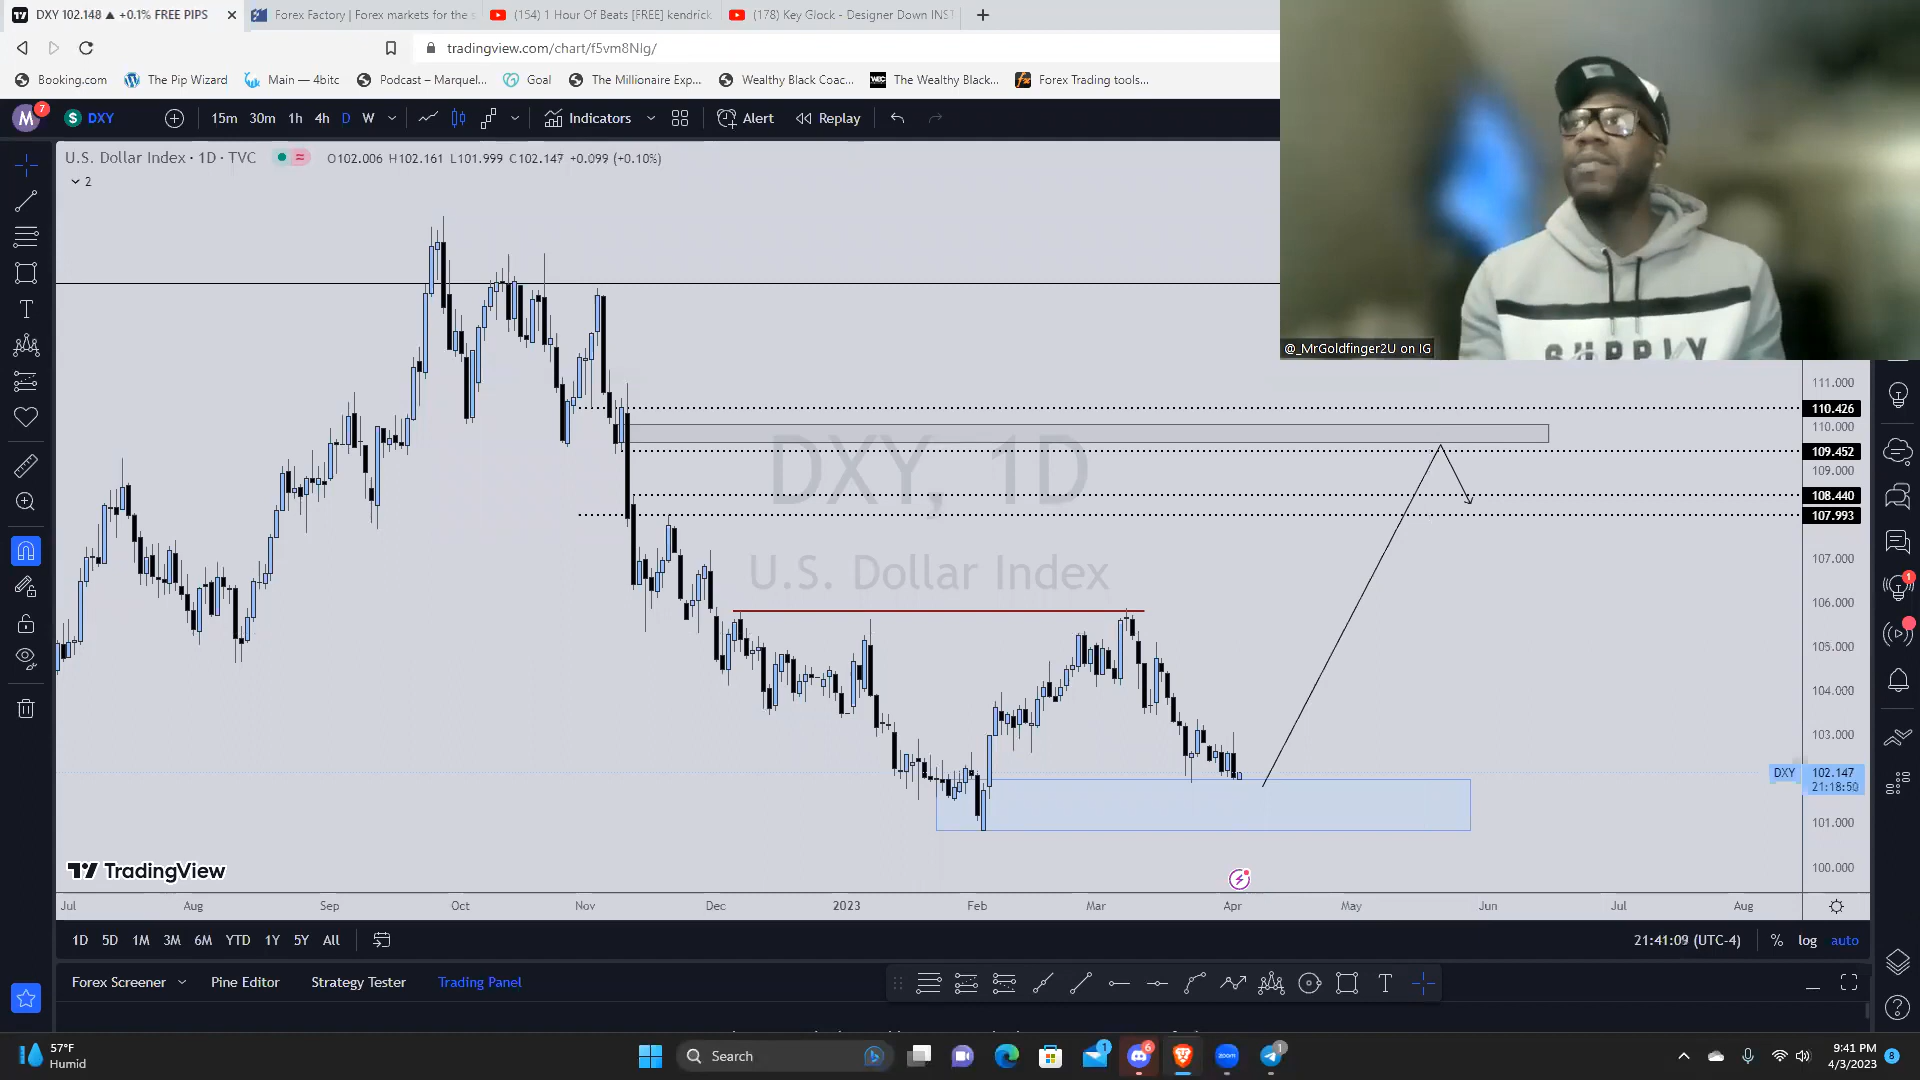 DXY 102.148 ▲ +0.1% FREE PIPS
Forex Factory | Forex markets for the s
(154) 1 Hour Of Beats [FREE] kendrick
(178) Key Glock - Designer Down INST
tradingview.com/chart/f5vm8NIg/
Booking.com
The Pip Wizard
Main — 4bitc
Podcast – Marquel...
Goal
The Millionaire Exp...
Wealthy Black Coac...
The Wealthy Black...
Forex Trading tools...
M 7
DXY
15m 30m 1h 4h D W
Indicators
Alert
Replay
U.S. Dollar Index · 1D · TVC
O102.006 H102.161 L101.999 C102.147 +0.099 (+0.10%)
2
SUPPLY
@_MrGoldfinger2U on IG
111.000
110.426
110.000
109.452
109.000
108.440
107.993
107.000
106.000
105.000
104.000
103.000
DXY 102.147
21:18:50
101.000
100.000
DXY, 1D
U.S. Dollar Index
TradingView
Jul Aug Sep Oct Nov Dec 2023 Feb Mar Apr May Jun Jul Aug
1D 5D 1M 3M 6M YTD 1Y 5Y All
21:41:09 (UTC-4) % log auto
Forex Screener
Pine Editor
Strategy Tester
Trading Panel
57°F
Humid
Search
9:41 PM
4/3/2023